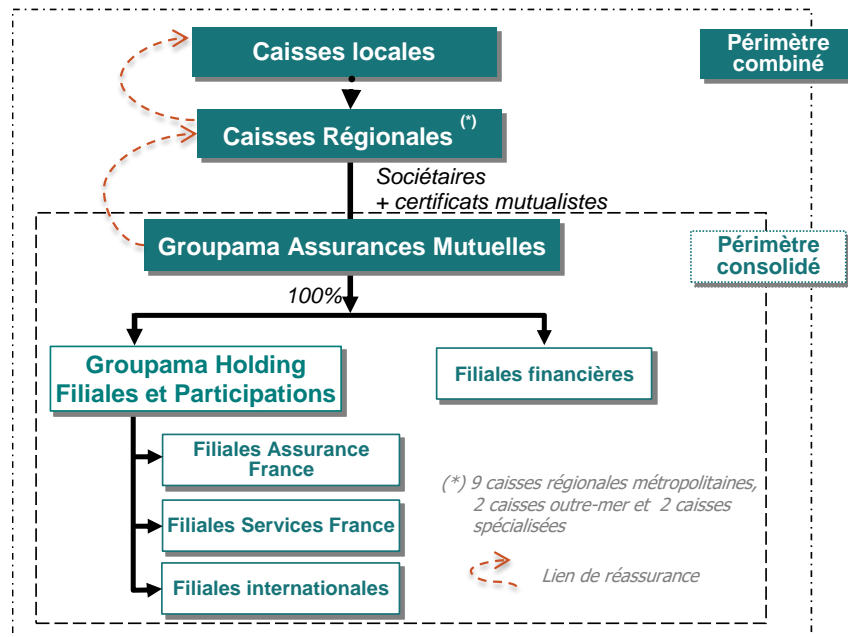 Caisses locales
Périmètre
combiné
Caisses Régionales (*)
Sociétaires
+ certificats mutualistes
Groupama Assurances Mutuelles
Périmètre
consolidé
100%
Groupama Holding
Filiales et Participations
Filiales financières
Filiales Assurance
France
(*) 9 caisses régionales métropolitaines,
2 caisses outre-mer et 2 caisses
spécialisées
Filiales Services France
Filiales internationales
Lien de réassurance